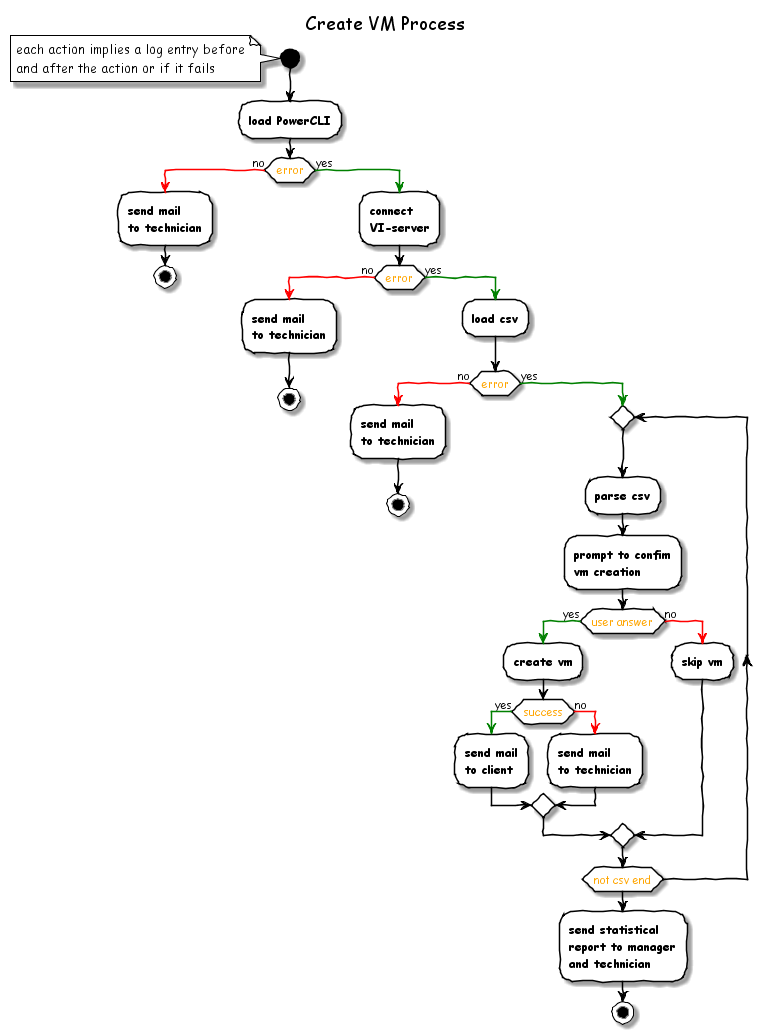 Create VM Process
each action implies a log entry before
and after the action or if it fails
load PowerCLI
no
error
yes
send mail
to technician
connect
VI-server
no
error
yes
send mail
to technician
load csv
no
error
yes
send mail
to technician
parse csv
prompt to confim
vm creation
yes
user answer
no
create vm
skip vm
yes
success
no
send mail
to client
send mail
to technician
not csv end
send statistical
report to manager
and technician